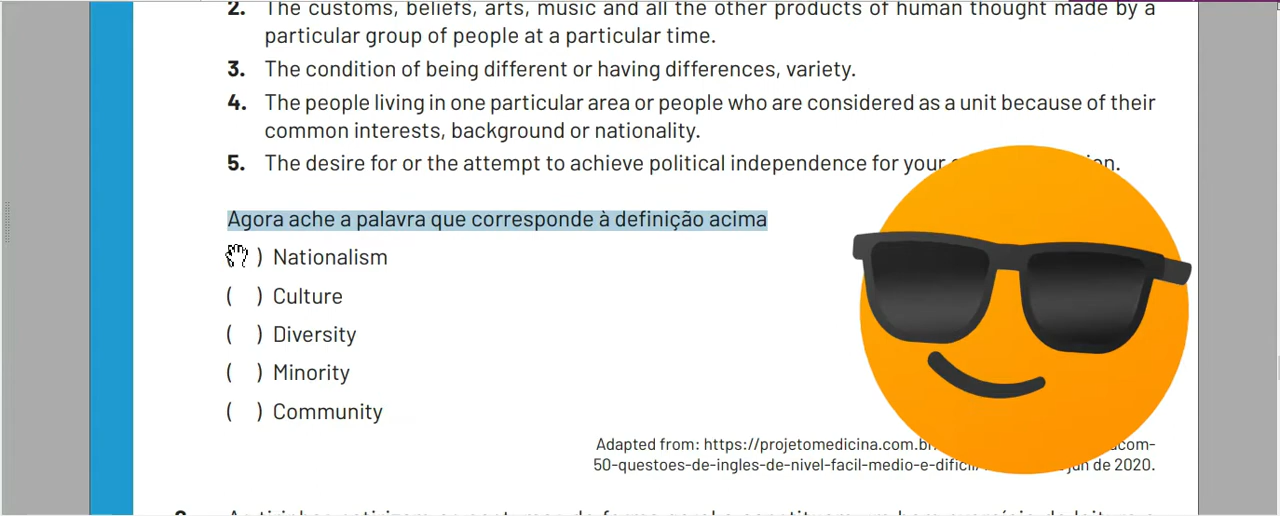 2. The customs, beliefs, arts, music and all the other products of human thought made by a
particular group of people at a particular time.
3. The condition of being different or having differences, variety.
4. The people living in one particular area or people who are considered as a unit because of their
common interests, background or nationality.
5. The desire for or the attempt to achieve political independence for your
Agora ache a palavra que corresponde à definição acima
) Nationalism
( ) Culture
( ) Diversity
( ) Minority
( ) Community
Adapted from: https://projetomedicina.com.br com-
50-questoes-de-ingles-de-nivel-facil-medio-e-dificil/ jun de 2020.